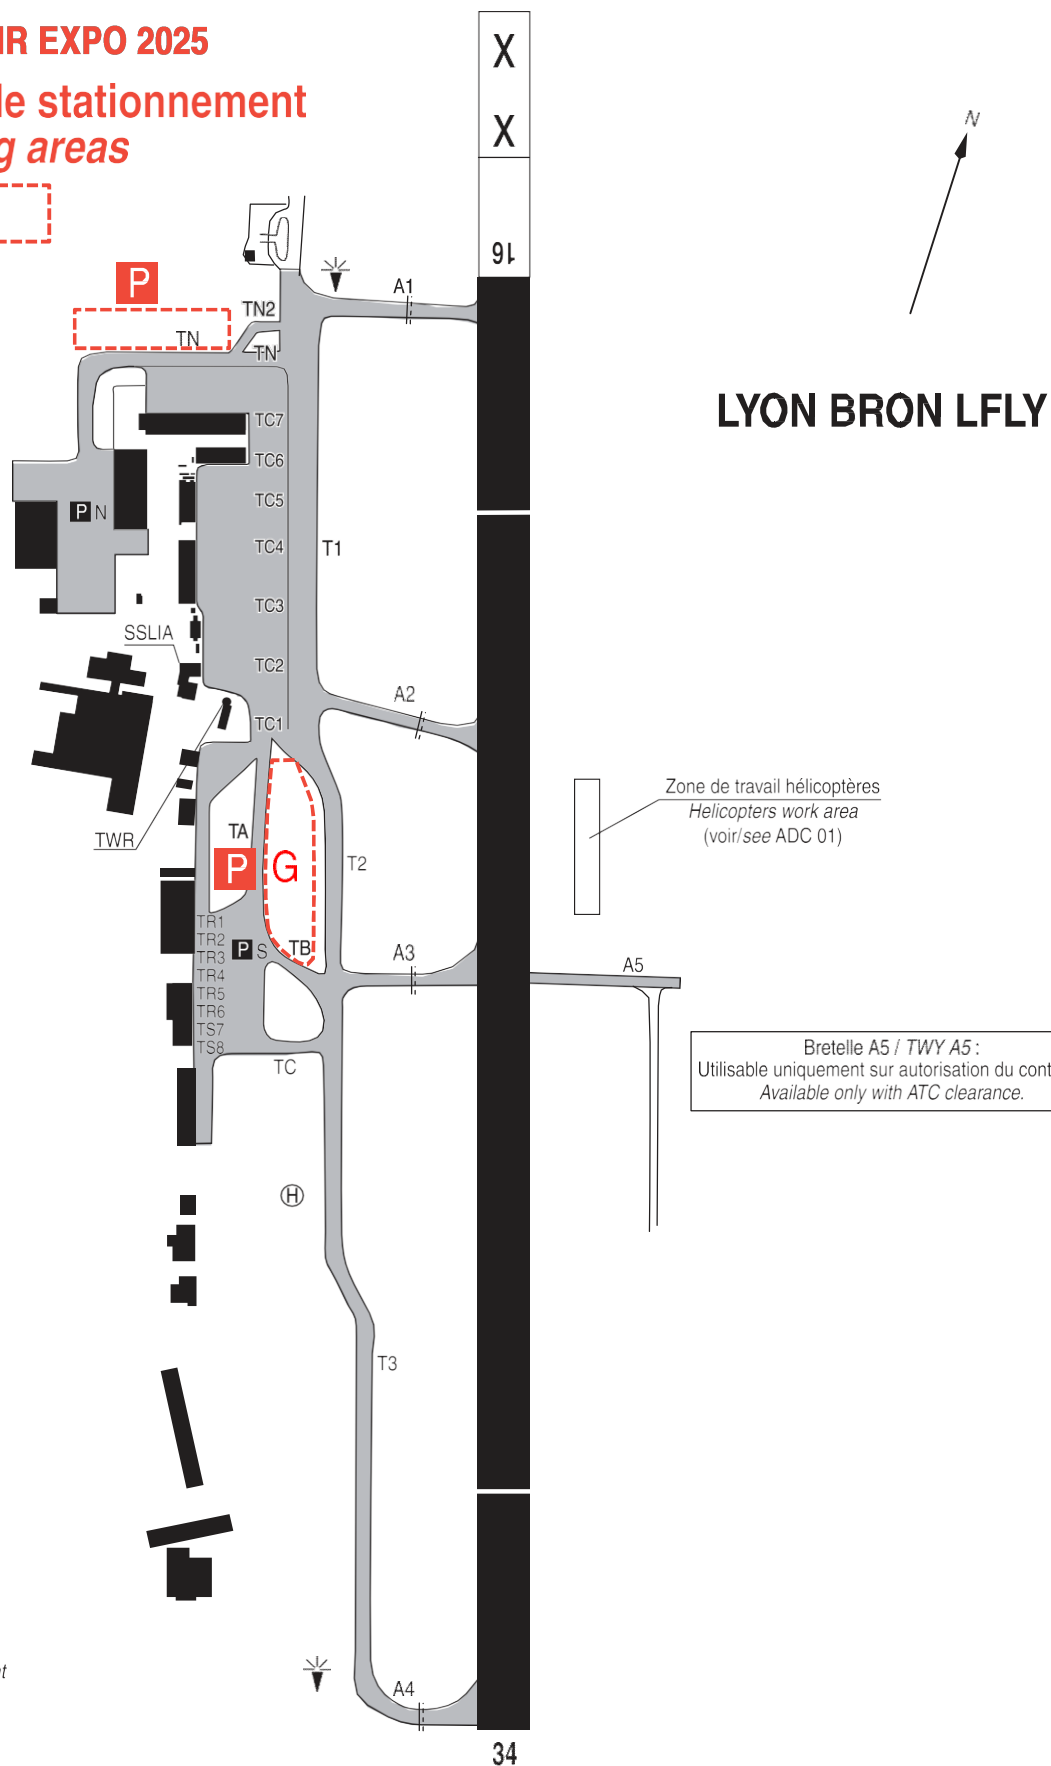 IR EXPO 2025
de stationnement
g areas
X
X
N
16
P
A1
TN2
TN
TN
LYON BRON LFLY
TC7
TC6
TC5
P N
TC4
T1
TC3
SSLIA
TC2
A2
TC1
Zone de travail hélicoptères
Helicopters work area
(voir/see ADC 01)
TA
TWR
P
G
T2
TR1
TR2
TR3
P S
TB
A3
A5
TR4
TR5
TR6
TS7
TS8
TC
Bretelle A5 / TWY A5 :
Utilisable uniquement sur autorisation du cont
Available only with ATC clearance.
H
T3
A4
34